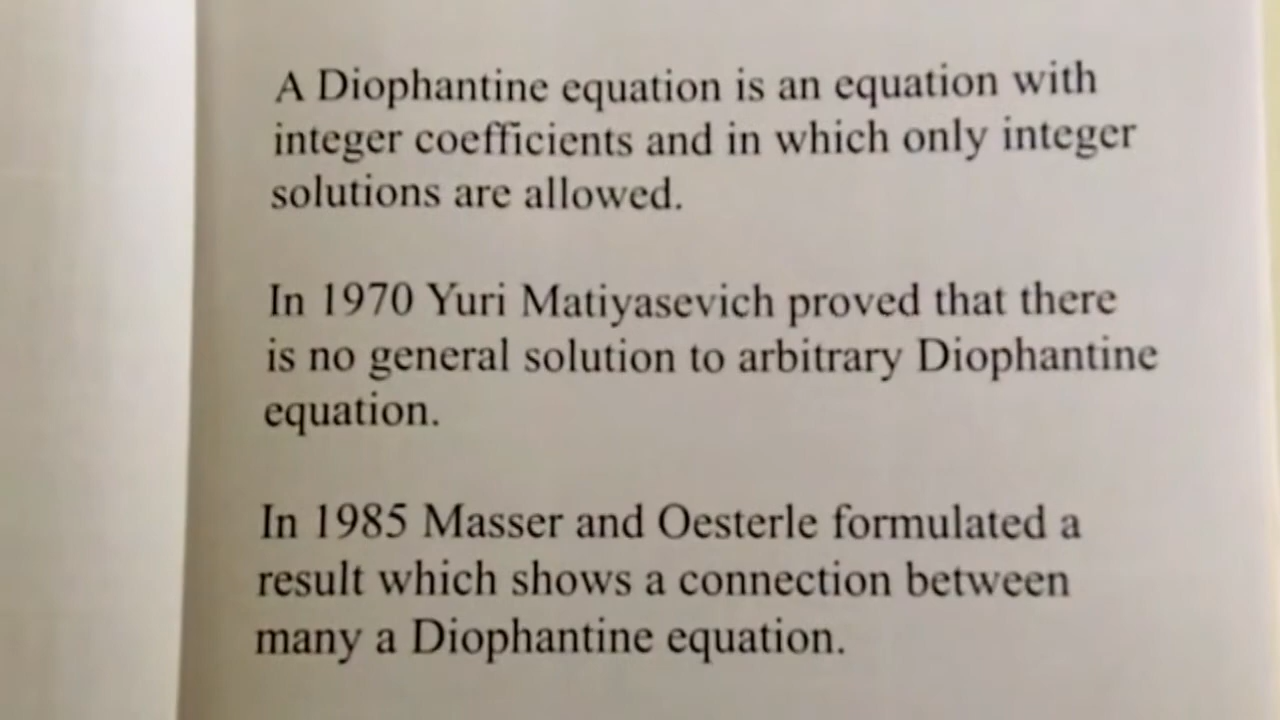 A Diophantine equation is an equation with
integer coefficients and in which only integer
solutions are allowed.
In 1970 Yuri Matiyasevich proved that there
is no general solution to arbitrary Diophantine
equation.
In 1985 Masser and Oesterle formulated a
result which shows a connection between
many a Diophantine equation.